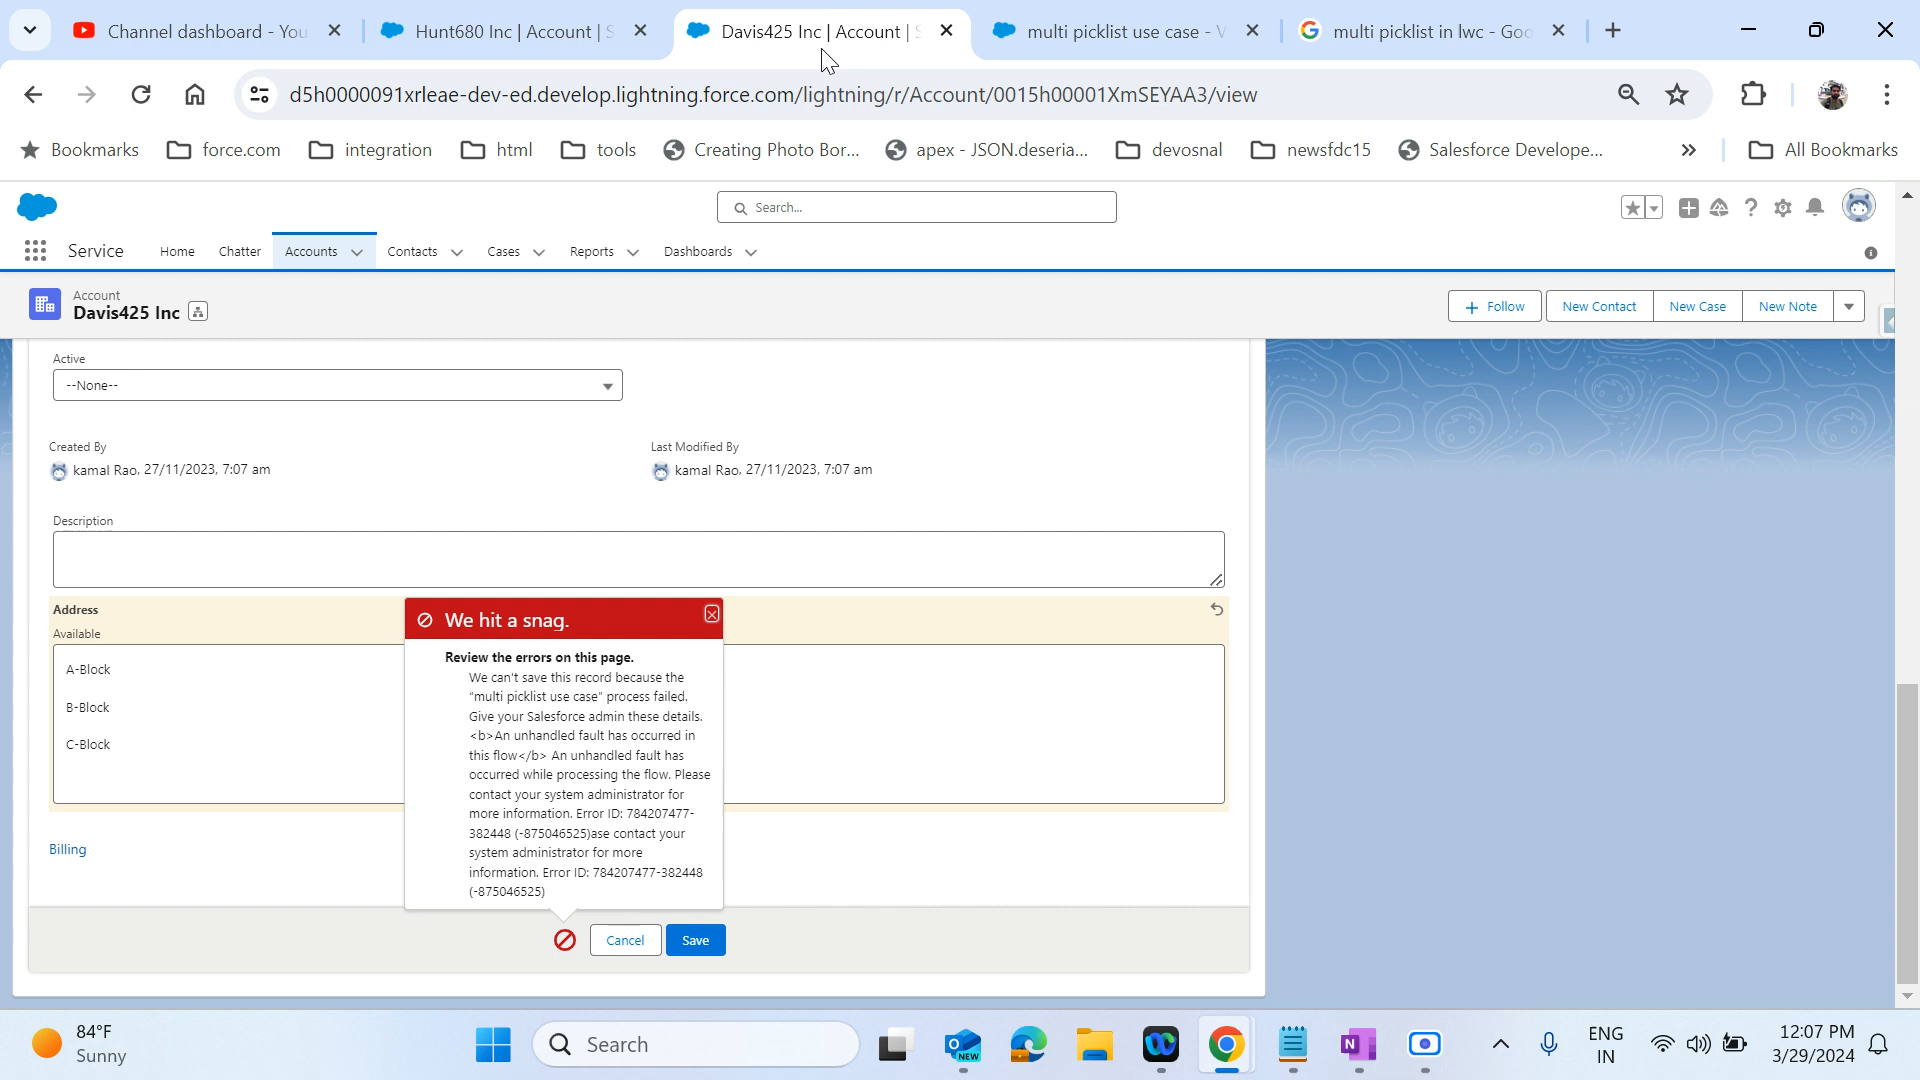 Channel dashboard - You
Hunt680 Inc | Account | S
Davis425 Inc | Account | S
multi picklist use case - V
multi picklist in lwc - Goo
d5h0000091xrleae-dev-ed.develop.lightning.force.com/lightning/r/Account/0015h00001XmSEYAA3/view
Bookmarks
force.com
integration
html
tools
Creating Photo Bor...
apex - JSON.deseria...
devosnal
newsfdc15
Salesforce Develope...
»
All Bookmarks
Search...
Service
Home
Chatter
Accounts
Contacts
Cases
Reports
Dashboards
Account
Davis425 Inc
+ Follow
New Contact
New Case
New Note
Active
--None--
Created By
Last Modified By
kamal Rao, 27/11/2023, 7:07 am
kamal Rao, 27/11/2023, 7:07 am
Description
Address
Available
A-Block
B-Block
C-Block
We hit a snag.
Review the errors on this page.
We can't save this record because the
"multi picklist use case" process failed.
Give your Salesforce admin these details.
<b>An unhandled fault has occurred in
this flow</b> An unhandled fault has
occurred while processing the flow. Please
contact your system administrator for
more information. Error ID: 784207477-
382448 (-875046525)ase contact your
system administrator for more
information. Error ID: 784207477-382448
(-875046525)
Billing
Cancel
Save
84°F
Sunny
Search
NEW
N
ENG
IN
12:07 PM
3/29/2024